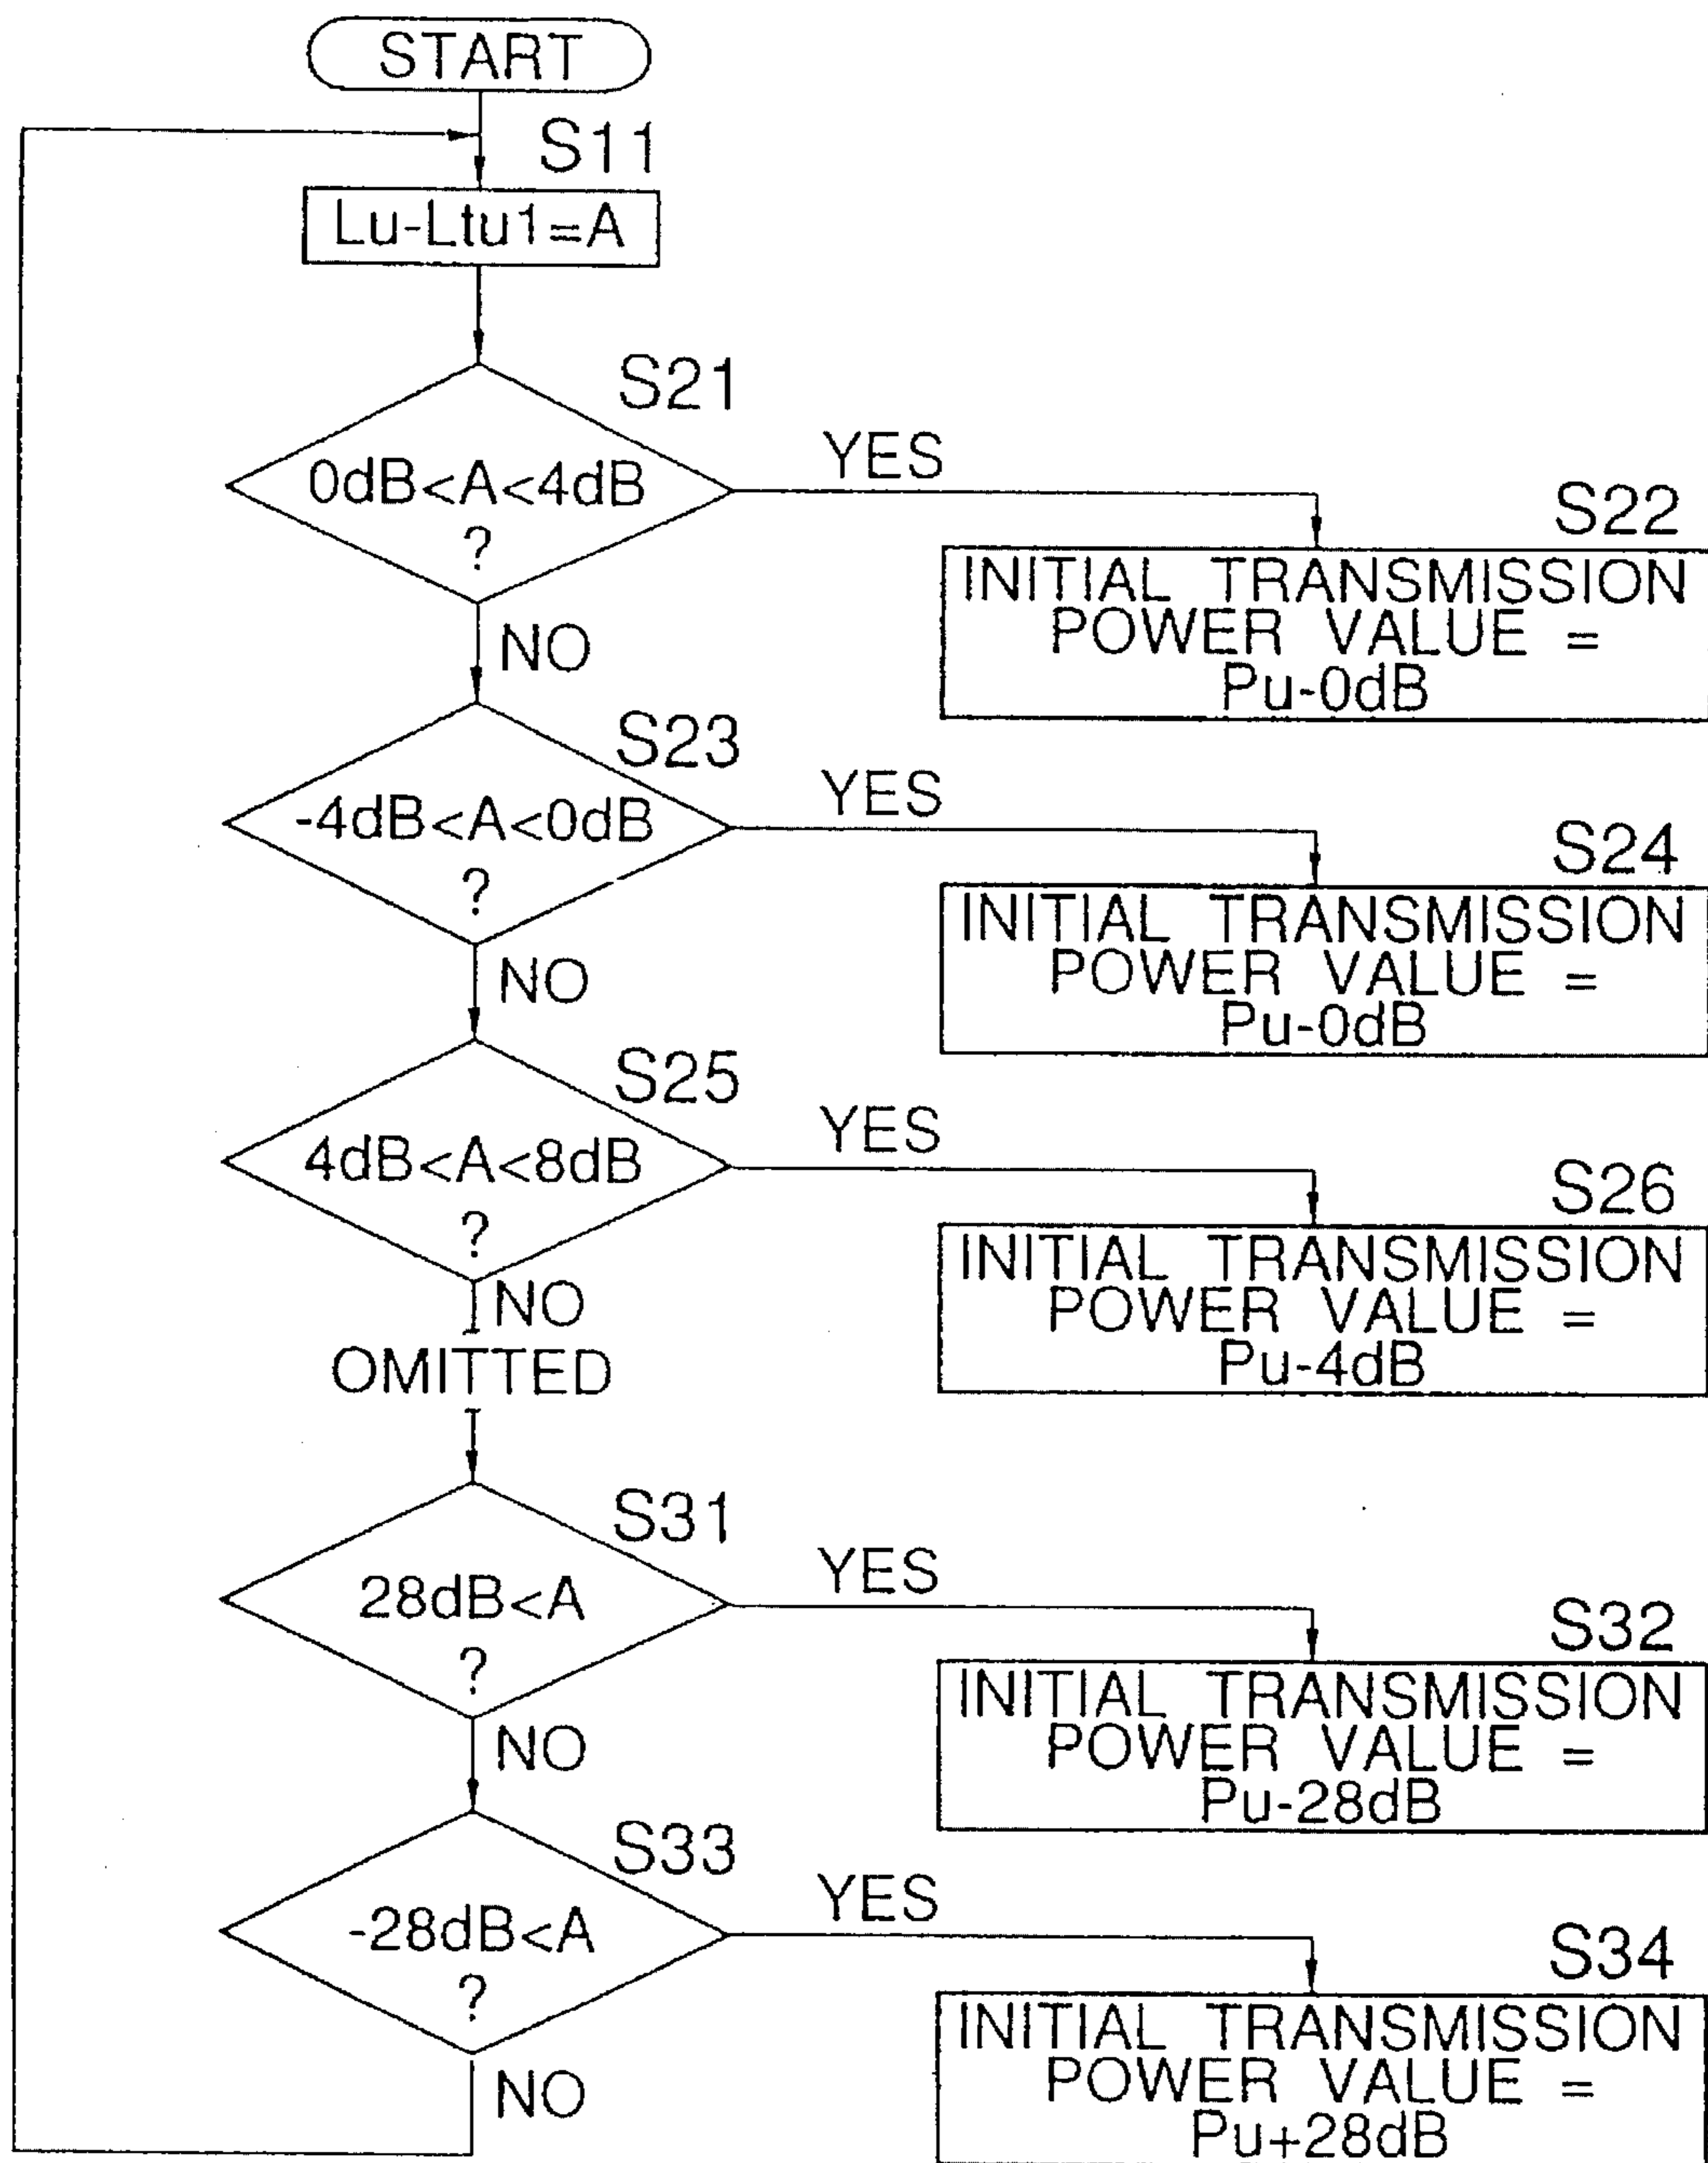 START
S11
Lu-Ltu1=A
S21
0dB<A<4dB
?
YES
NO
S22
INITIAL TRANSMISSION
POWER VALUE =
Pu-0dB
S23
-4dB<A<0dB
?
YES
NO
S24
INITIAL TRANSMISSION
POWER VALUE =
Pu-0dB
S25
4dB<A<8dB
?
YES
NO
S26
INITIAL TRANSMISSION
POWER VALUE =
Pu-4dB
OMITTED
S31
28dB<A
?
YES
NO
S32
INITIAL TRANSMISSION
POWER VALUE =
Pu-28dB
S33
-28dB<A
?
YES
NO
S34
INITIAL TRANSMISSION
POWER VALUE =
Pu+28dB